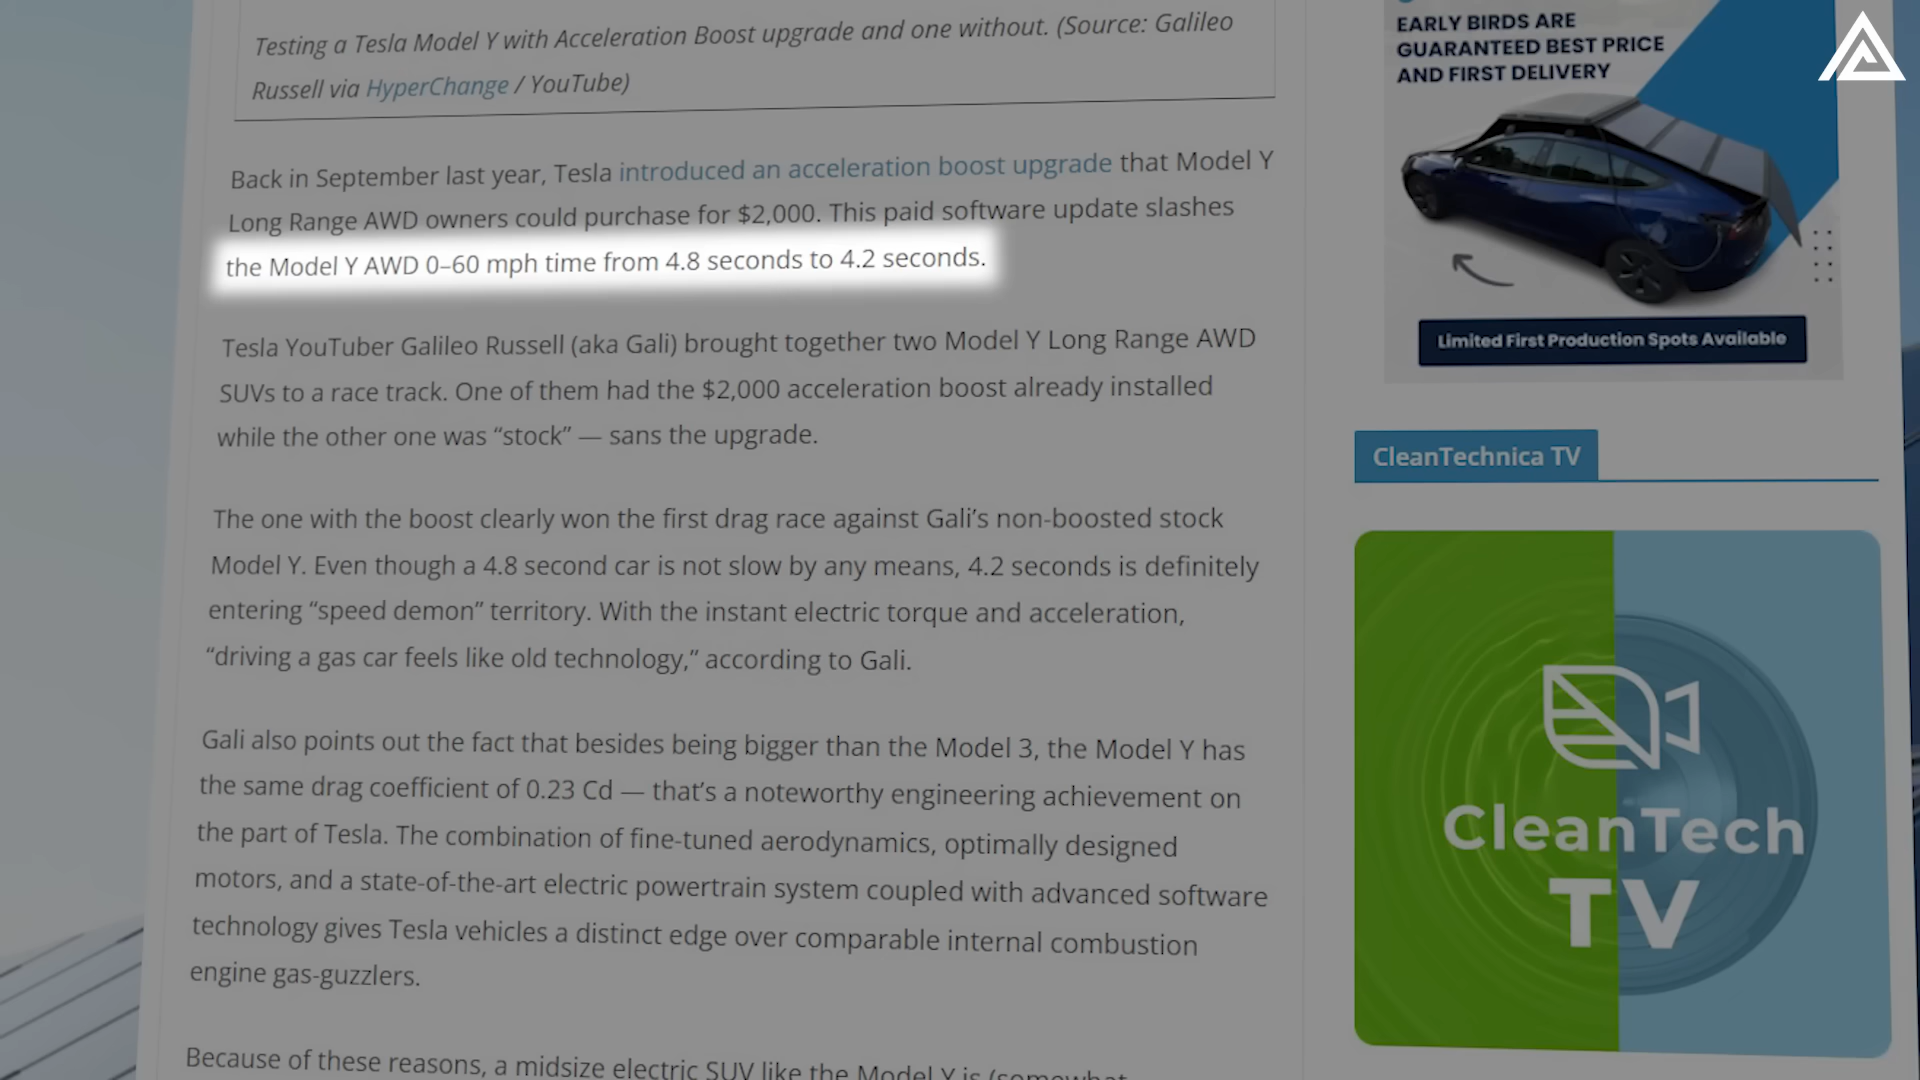 Testing a Tesla Model Y with Acceleration Boost upgrade and one without. (Source: Galileo
Russell via HyperChange / YouTube)
Back in September last year, Tesla introduced an acceleration boost upgrade that Model Y
Long Range AWD owners could purchase for $2,000. This paid software update slashes
the Model Y AWD 0–60 mph time from 4.8 seconds to 4.2 seconds.
Tesla YouTuber Galileo Russell (aka Gali) brought together two Model Y Long Range AWD
SUVs to a race track. One of them had the $2,000 acceleration boost already installed
while the other one was “stock” — sans the upgrade.
The one with the boost clearly won the first drag race against Gali’s non-boosted stock
Model Y. Even though a 4.8 second car is not slow by any means, 4.2 seconds is definitely
entering “speed demon” territory. With the instant electric torque and acceleration,
“driving a gas car feels like old technology,” according to Gali.
Gali also points out the fact that besides being bigger than the Model 3, the Model Y has
the same drag coefficient of 0.23 Cd — that’s a noteworthy engineering achievement on
the part of Tesla. The combination of fine-tuned aerodynamics, optimally designed
motors, and a state-of-the-art electric powertrain system coupled with advanced software
technology gives Tesla vehicles a distinct edge over comparable internal combustion
engine gas-guzzlers.
Because of these reasons, a midsize electric SUV like the Model Y is (somewhat
EARLY BIRDS ARE
GUARANTEED BEST PRICE
AND FIRST DELIVERY
Limited First Production Spots Available
CleanTechnica TV
CleanTech
TV